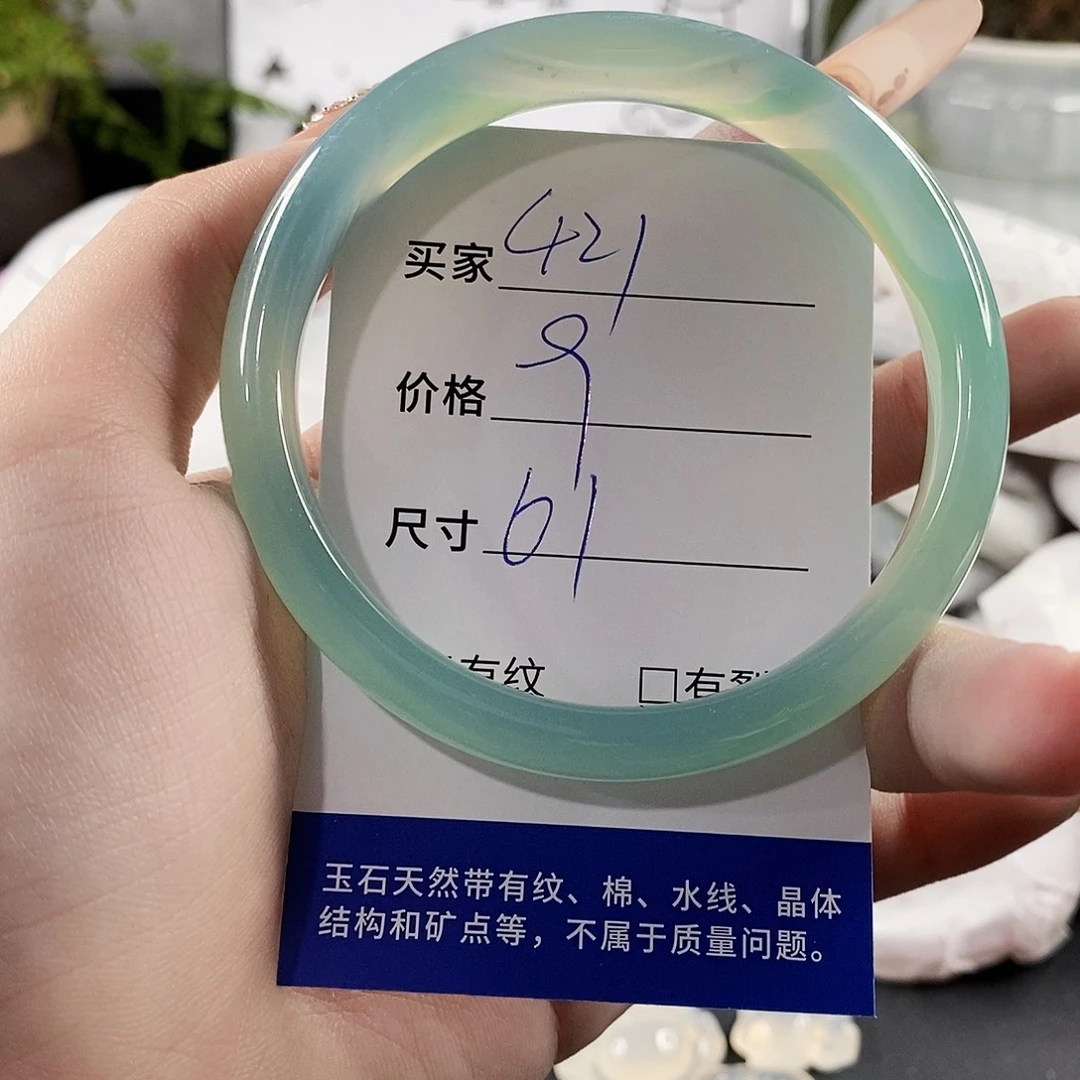 买家 421
价格 9
尺寸 61
有纹 □有裂
玉石天然带有纹、棉、水线、晶体
结构和矿点等，不属于质量问题。